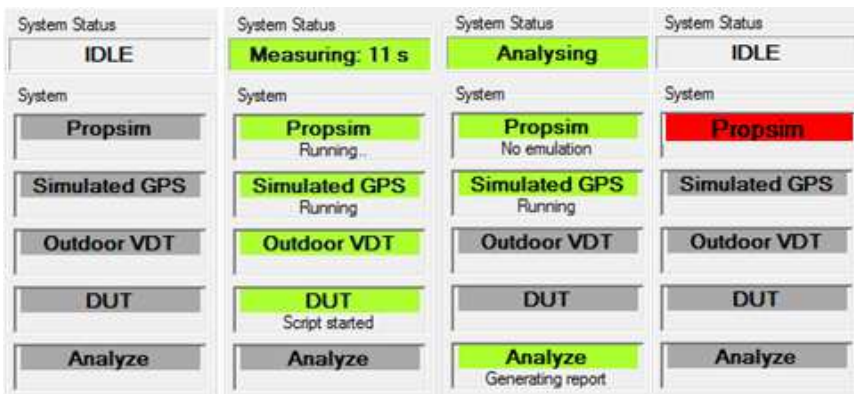 System Status
IDLE
System
Propsim
Simulated GPS
Outdoor VDT
DUT
Analyze
System Status
Measuring: 11 s
System
Propsim
Running..
Simulated GPS
Running
Outdoor VDT
DUT
Script started
Analyze
System Status
Analysing
System
Propsim
No emulation
Simulated GPS
Running
Outdoor VDT
DUT
Analyze
Generating report
System Status
IDLE
System
Propsim
Simulated GPS
Outdoor VDT
DUT
Analyze